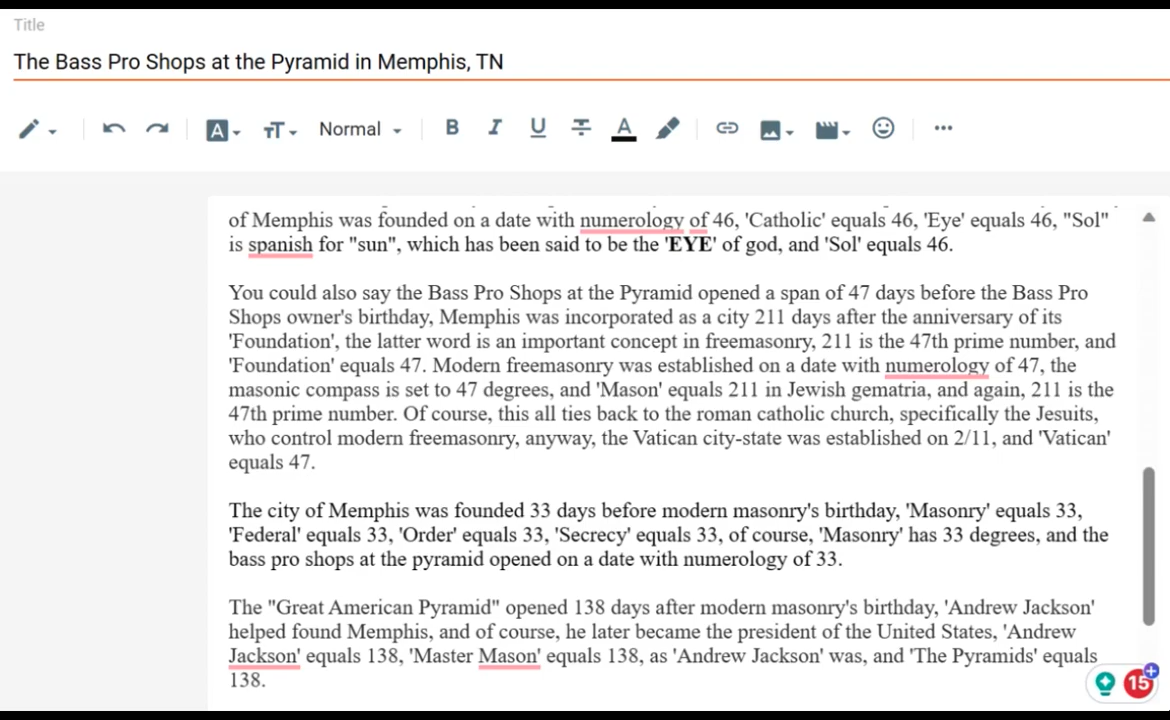 Title
The Bass Pro Shops at the Pyramid in Memphis, TN
A TT Normal B I U T A
of Memphis was founded on a date with numerology of 46, 'Catholic' equals 46, 'Eye' equals 46, "Sol"
is spanish for "sun", which has been said to be the 'EYE' of god, and 'Sol' equals 46.
You could also say the Bass Pro Shops at the Pyramid opened a span of 47 days before the Bass Pro
Shops owner's birthday, Memphis was incorporated as a city 211 days after the anniversary of its
'Foundation', the latter word is an important concept in freemasonry, 211 is the 47th prime number, and
'Foundation' equals 47. Modern freemasonry was established on a date with numerology of 47, the
masonic compass is set to 47 degrees, and 'Mason' equals 211 in Jewish gematria, and again, 211 is the
47th prime number. Of course, this all ties back to the roman catholic church, specifically the Jesuits,
who control modern freemasonry, anyway, the Vatican city-state was established on 2/11, and 'Vatican'
equals 47.
The city of Memphis was founded 33 days before modern masonry's birthday, 'Masonry' equals 33,
'Federal' equals 33, 'Order' equals 33, 'Secrecy' equals 33, of course, 'Masonry' has 33 degrees, and the
bass pro shops at the pyramid opened on a date with numerology of 33.
The "Great American Pyramid" opened 138 days after modern masonry's birthday, 'Andrew Jackson'
helped found Memphis, and of course, he later became the president of the United States, 'Andrew
Jackson' equals 138, 'Master Mason' equals 138, as 'Andrew Jackson' was, and 'The Pyramids' equals
138.
15